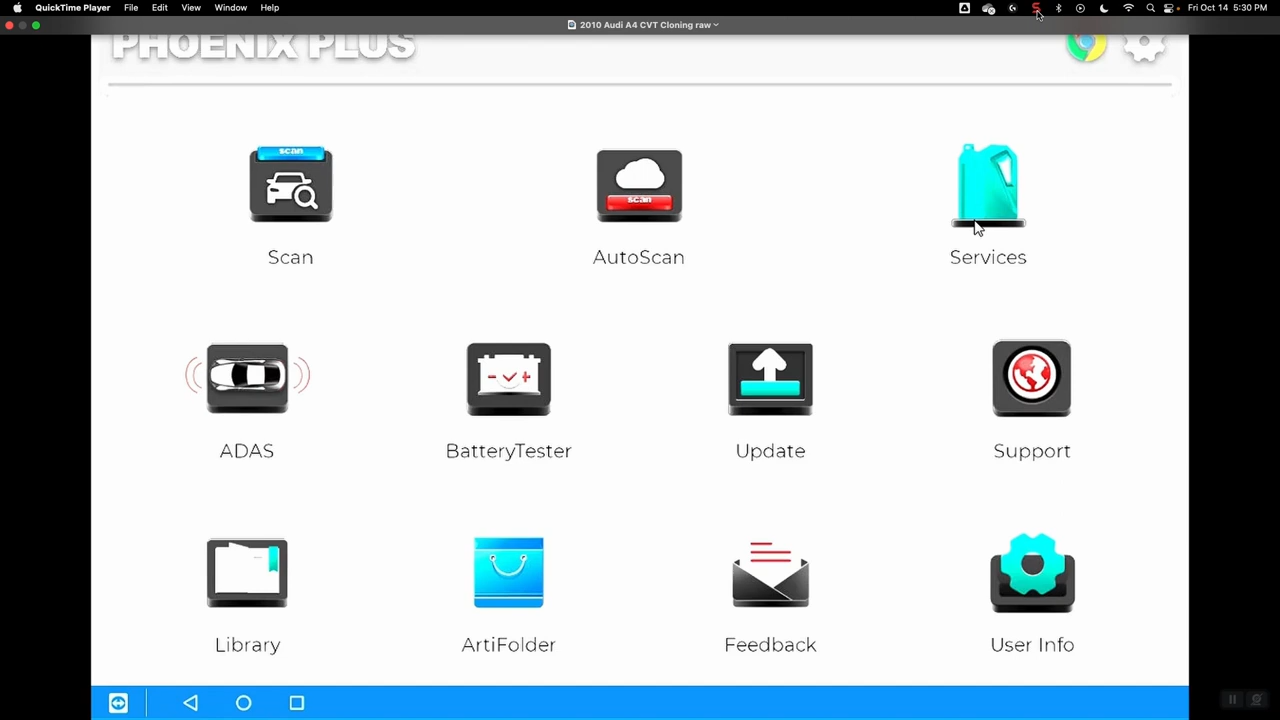 QuickTime Player File Edit View Window Help Fri Oct 14 5:30 PM
2010 Audi A4 CVT Cloning raw
PHOENIX PLUS
scan
scan
Scan AutoScan Services
ADAS BatteryTester Update Support
Library ArtiFolder Feedback User Info